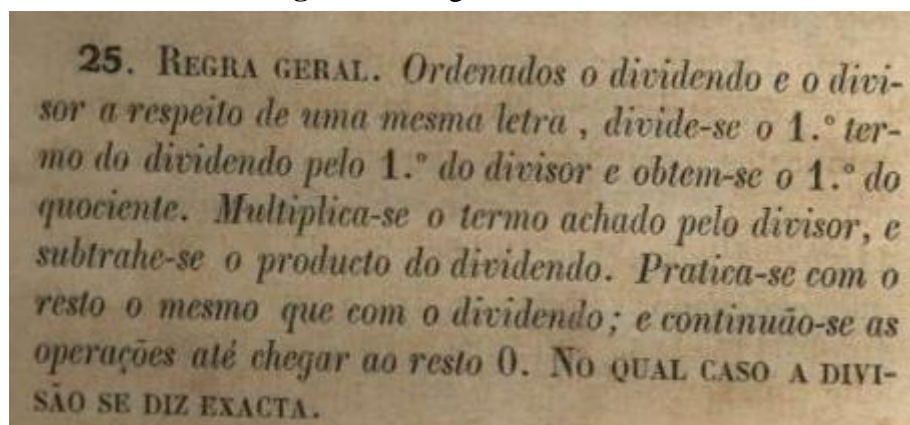 25. REGRA GERAL. Ordenados o dividendo e o divi-
sor a respeito de uma mesma letra , divide-se o 1.º ter-
mo do dividendo pelo 1.º do divisor e obtem-se o 1.º do
quociente. Multiplica-se o termo achado pelo divisor, e
subtrahe-se o producto do dividendo. Pratica-se com o
resto o mesmo que com o dividendo; e continuão-se as
operações até chegar ao resto 0. NO QUAL CASO A DIVI-
SÃO SE DIZ EXACTA.